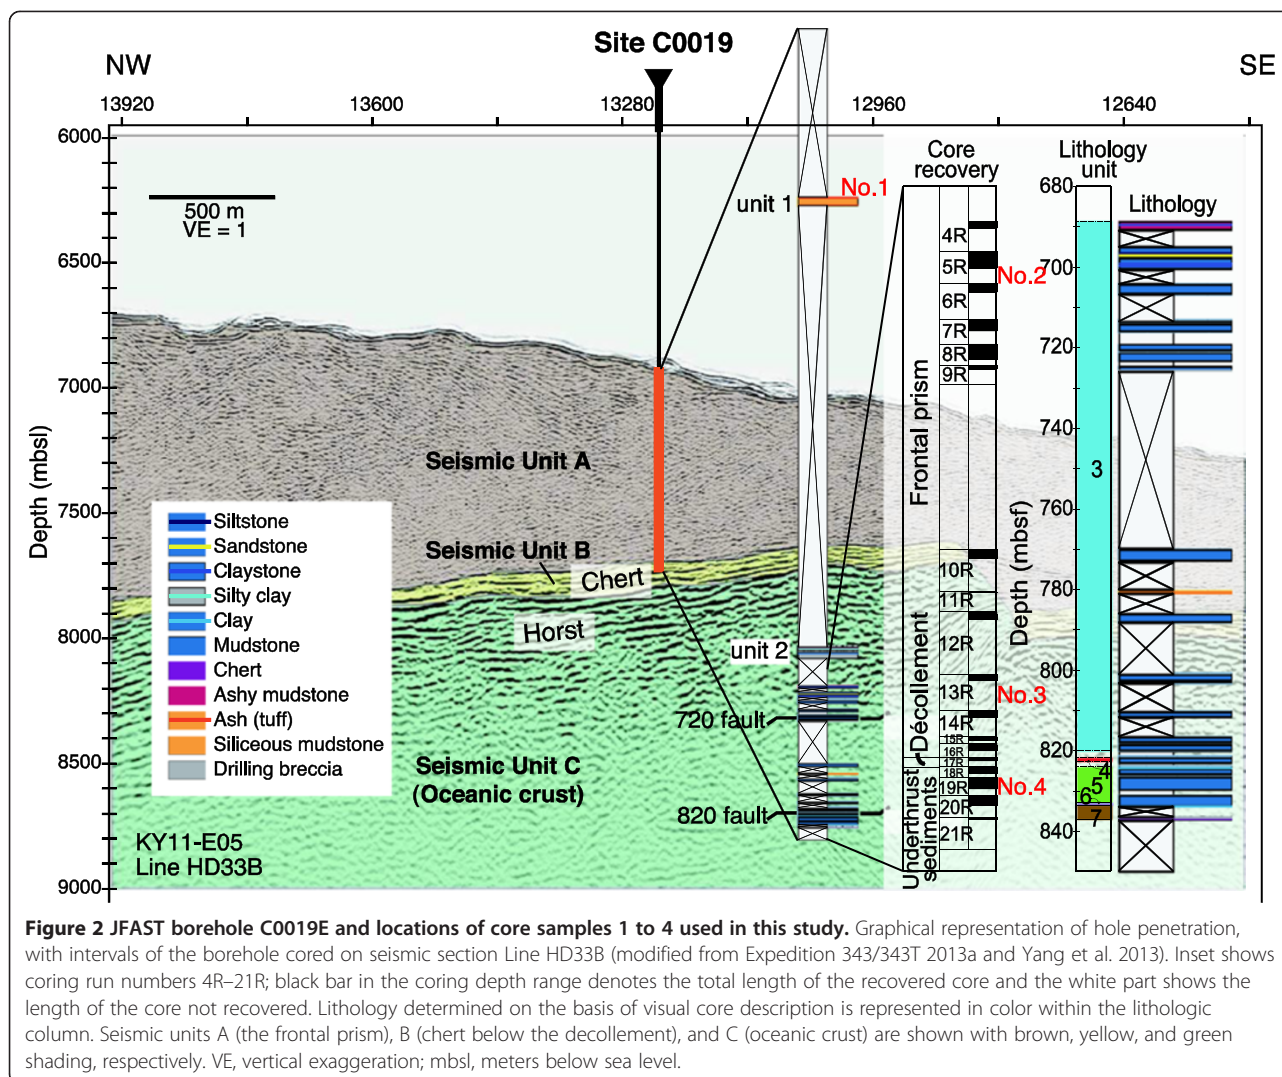 Site C0019
NW
SE
13920
13600
13280
12960
12640
6000
6500
7000
7500
8000
8500
9000
Depth (mbsl)
500 m
VE = 1
Seismic Unit A
Seismic Unit B
Chert
Horst
Seismic Unit C
(Oceanic crust)
KY11-E05
Line HD33B
Siltstone
Sandstone
Claystone
Silty clay
Clay
Mudstone
Chert
Ashy mudstone
Ash (tuff)
Siliceous mudstone
Drilling breccia
No.1
unit 1
unit 2
720 fault
820 fault
Core
recovery
Frontal prism
Décollement
Underthrust
sediments
4R
5R
6R
7R
8R
9R
10R
11R
12R
13R
14R
15R
16R
17R
18R
19R
20R
21R
No.2
No.3
No.4
Lithology
unit
Depth (mbsf)
680
700
720
740
760
780
800
820
840
3
4
5
6
7
Lithology
Figure 2 JFAST borehole C0019E and locations of core samples 1 to 4 used in this study. Graphical representation of hole penetration,
with intervals of the borehole cored on seismic section Line HD33B (modified from Expedition 343/343T 2013a and Yang et al. 2013). Inset shows
coring run numbers 4R–21R; black bar in the coring depth range denotes the total length of the recovered core and the white part shows the
length of the core not recovered. Lithology determined on the basis of visual core description is represented in color within the lithologic
column. Seismic units A (the frontal prism), B (chert below the decollement), and C (oceanic crust) are shown with brown, yellow, and green
shading, respectively. VE, vertical exaggeration; mbsl, meters below sea level.